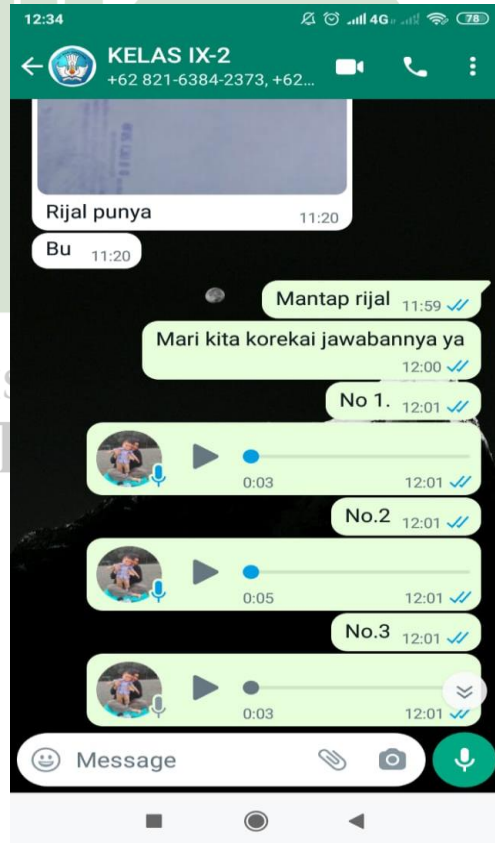 12:34
4G
78
KELAS IX-2
+62 821-6384-2373, +62...
Rijal punya
11:20
Bu 11:20
Mantap rijal 11:59
Mari kita korekai jawabannya ya
12:00
No 1. 12:01
0:03 12:01
No.2 12:01
0:05 12:01
No.3 12:01
0:03 12:01
Message